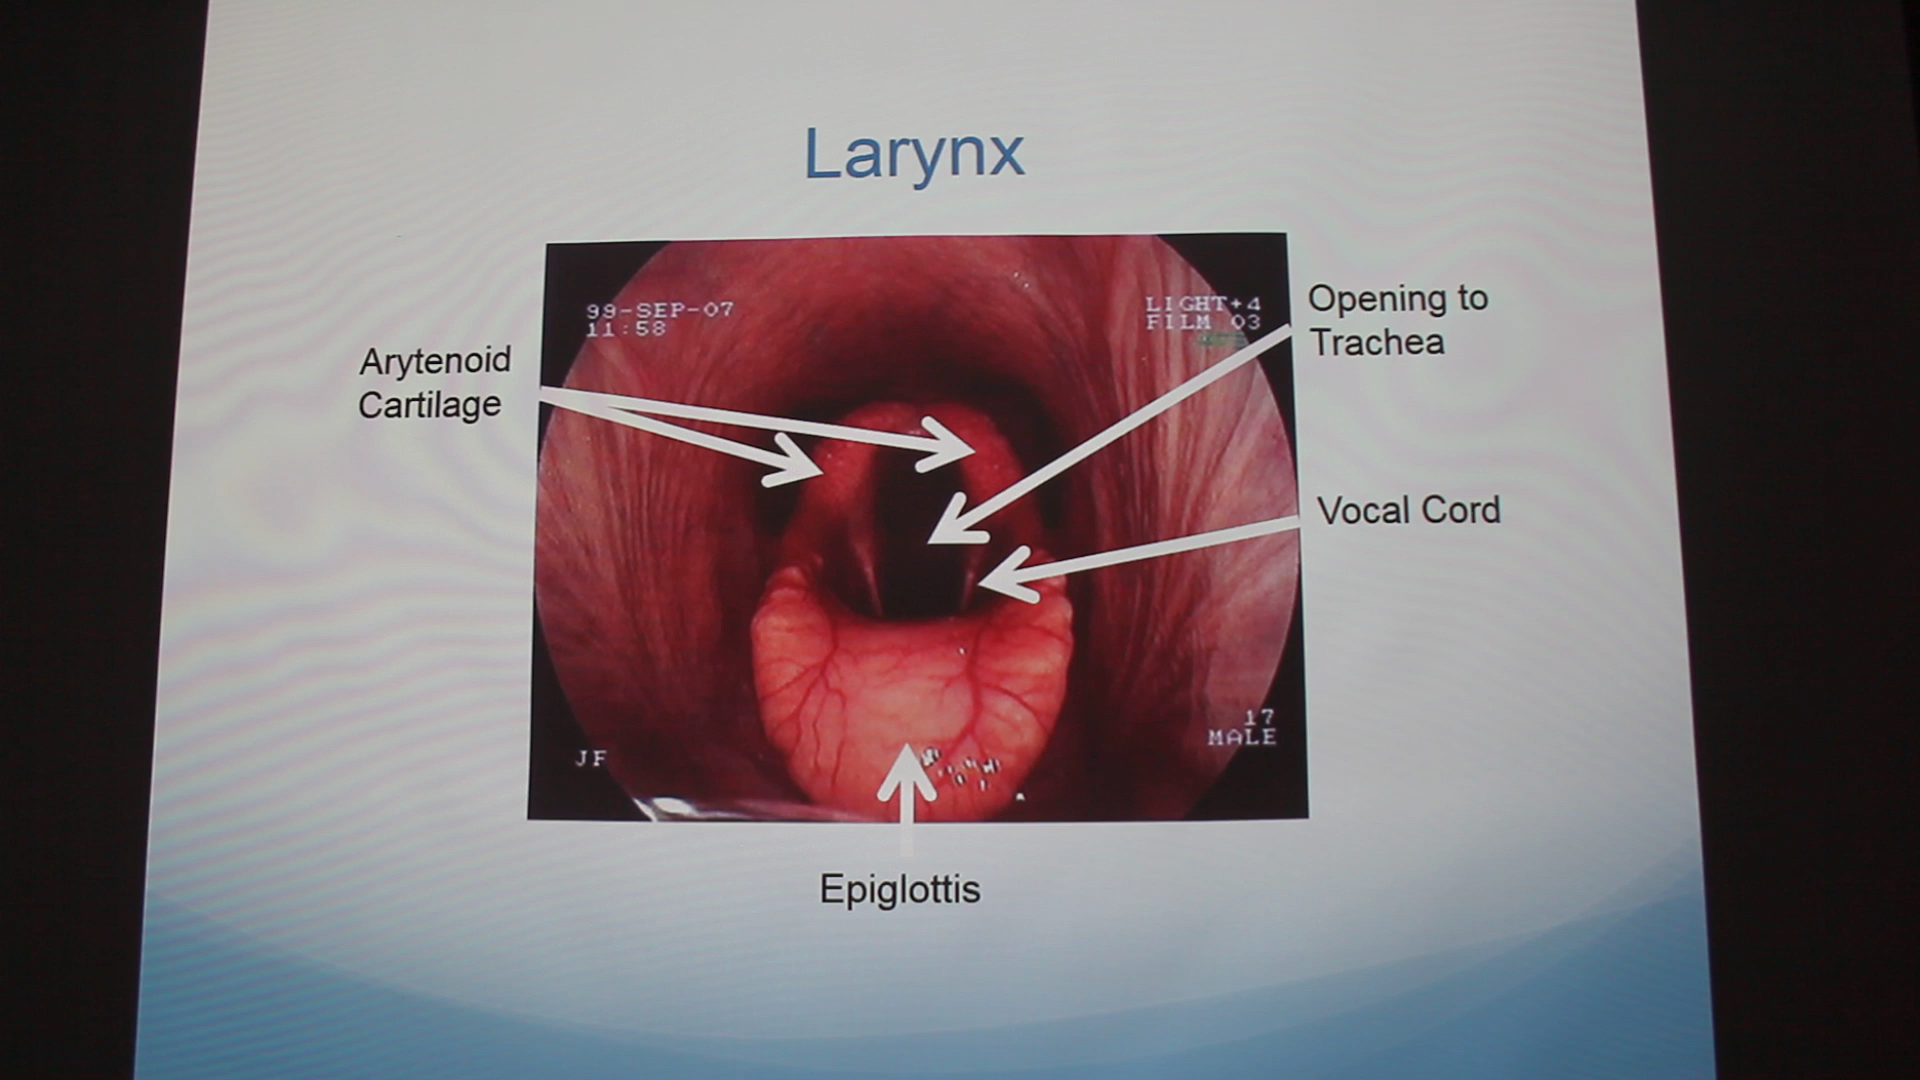 Larynx
99-SEP-07
11:58
LIGHT+4
FILM 03
Opening to
Trachea
Arytenoid
Cartilage
Vocal Cord
17
MALE
JF
Epiglottis